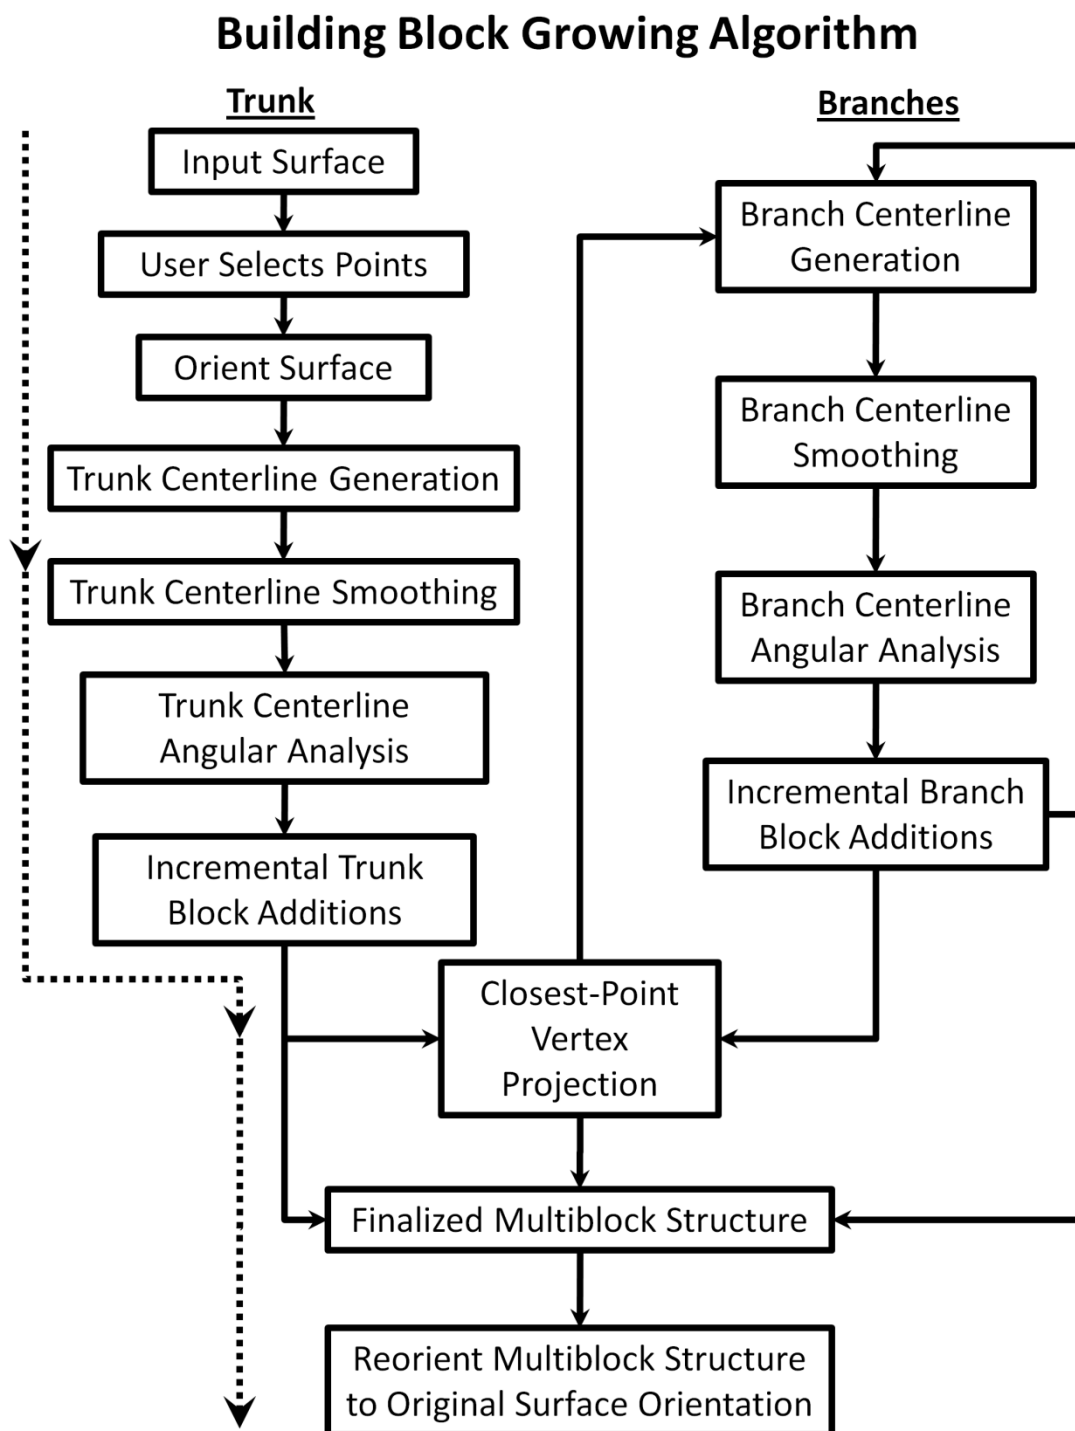 Building Block Growing Algorithm
Trunk
Input Surface
User Selects Points
Orient Surface
Trunk Centerline Generation
Trunk Centerline Smoothing
Trunk Centerline
Angular Analysis
Incremental Trunk
Block Additions
Branches
Branch Centerline
Generation
Branch Centerline
Smoothing
Branch Centerline
Angular Analysis
Incremental Branch
Block Additions
Closest-Point
Vertex
Projection
Finalized Multiblock Structure
Reorient Multiblock Structure
to Original Surface Orientation